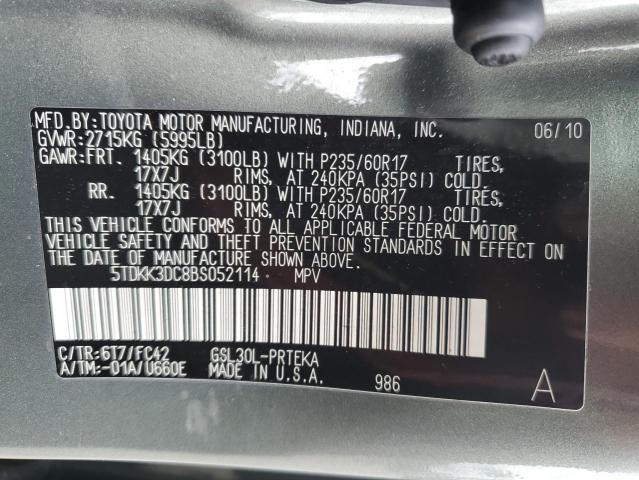 MFD.BY:TOYOTA MOTOR MANUFACTURING, INDIANA, INC. 06/10
GVWR:2715KG (5995LB)
GAWR:FRT. 1405KG (3100LB) WITH P235/60R17 TIRES,
17X7J RIMS, AT 240KPA (35PSI) COLD.
RR. 1405KG (3100LB) WITH P235/60R17 TIRES,
17X7J RIMS, AT 240KPA (35PSI) COLD.
THIS VEHICLE CONFORMS TO ALL APPLICABLE FEDERAL MOTOR
VEHICLE SAFETY AND THEFT PREVENTION STANDARDS IN EFFECT ON
THE DATE OF MANUFACTURE SHOWN ABOVE.
5TDKK3DC8BS052114 MPV
C/TR:6T7/FC42 GSL30L-PRTEKA
A/TM:-01A/U660E MADE IN U.S.A. 986 A